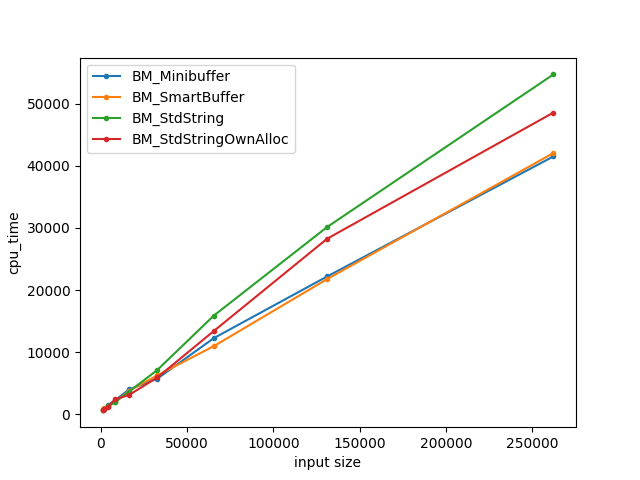 BM_Minibuffer
BM_SmartBuffer
BM_StdString
BM_StdStringOwnAlloc
50000
40000
30000
20000
10000
0
cpu_time
0 50000 100000 150000 200000 250000
input size